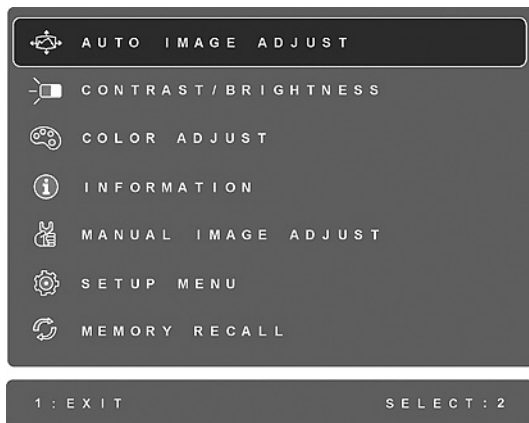 AUTO IMAGE ADJUST
CONTRAST/BRIGHTNESS
COLOR ADJUST
INFORMATION
MANUAL IMAGE ADJUST
SETUP MENU
MEMORY RECALL
1:EXIT SELECT:2